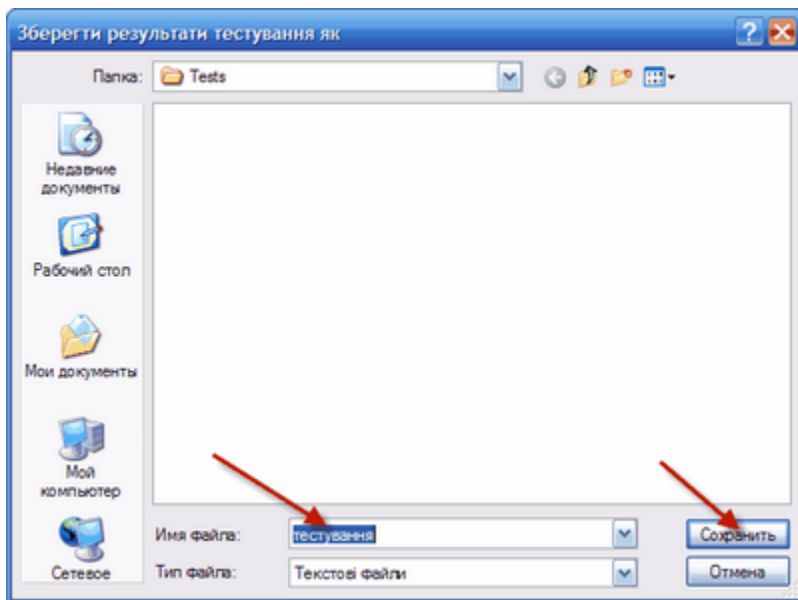 Зберегти результати тестування як
Папка:
Tests
Недавние
документы
Рабочий стол
Мои документы
Мой
компьютер
Сетевое
Имя файла:
тестування
Сохранить
Тип файла:
Текстові файли
Отмена